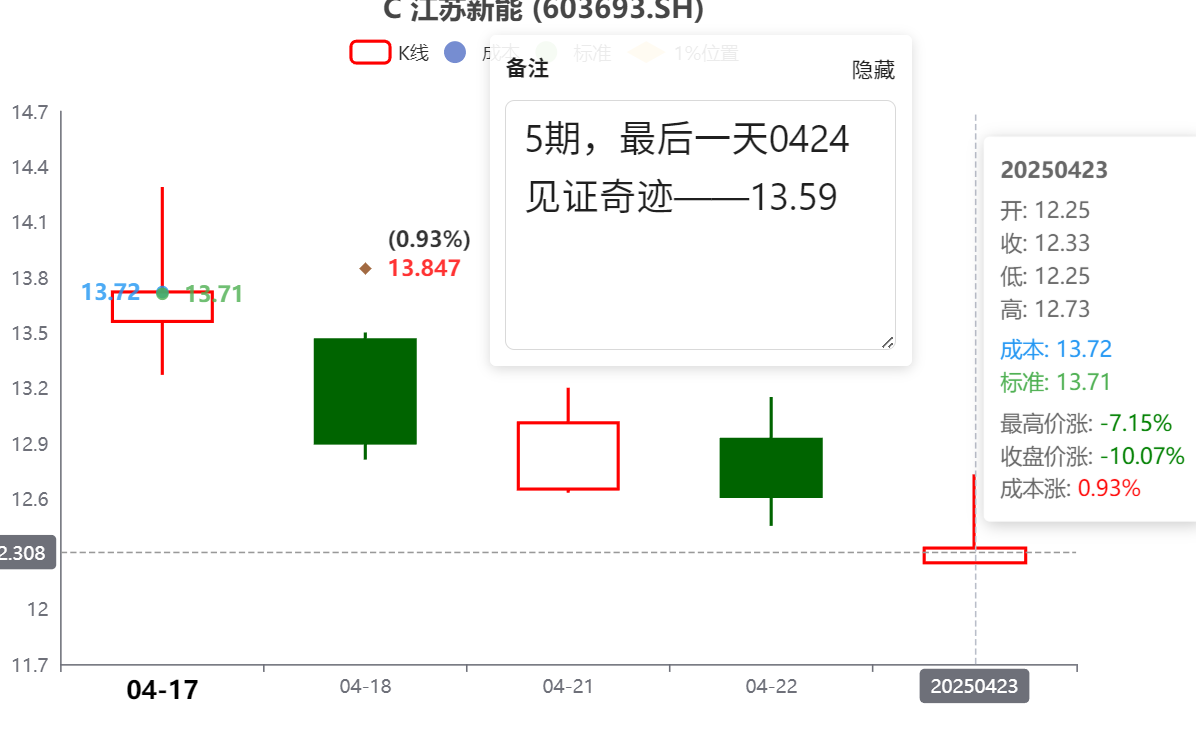 C 江苏新能 (603693.SH)
K线 成本 标准 1%位置
备注 隐藏
5期，最后一天0424
见证奇迹——13.59
14.7
14.4
14.1
13.8
13.5
13.2
12.9
12.6
2.308
12
11.7
13.72 13.71
(0.93%)
13.847
20250423
开: 12.25
收: 12.33
低: 12.25
高: 12.73
成本: 13.72
标准: 13.71
最高价涨: -7.15%
收盘价涨: -10.07%
成本涨: 0.93%
04-17 04-18 04-21 04-22 20250423